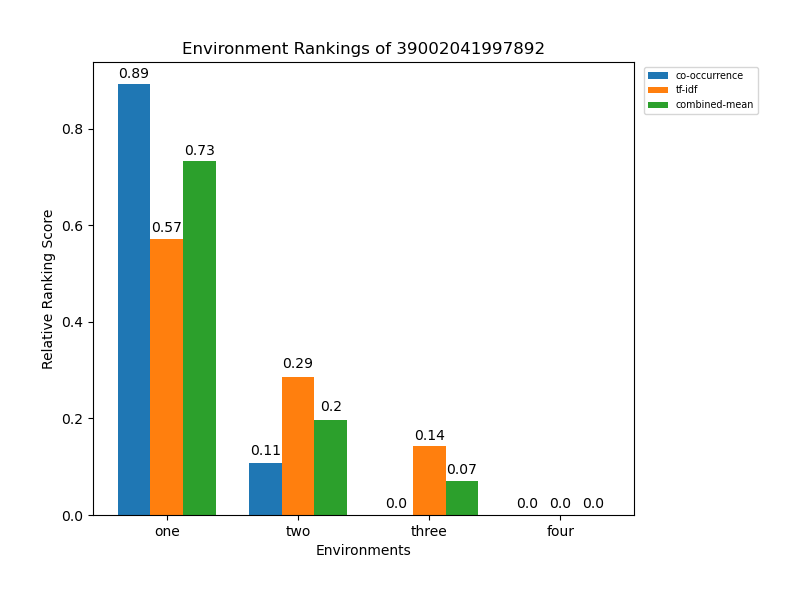 Environment Rankings of 39002041997892
co-occurrence
tf-idf
combined-mean
Relative Ranking Score
0.8
0.6
0.4
0.2
0.0
0.89
0.57
0.73
0.11
0.29
0.2
0.0
0.14
0.07
0.0
0.0
0.0
one
two
three
four
Environments